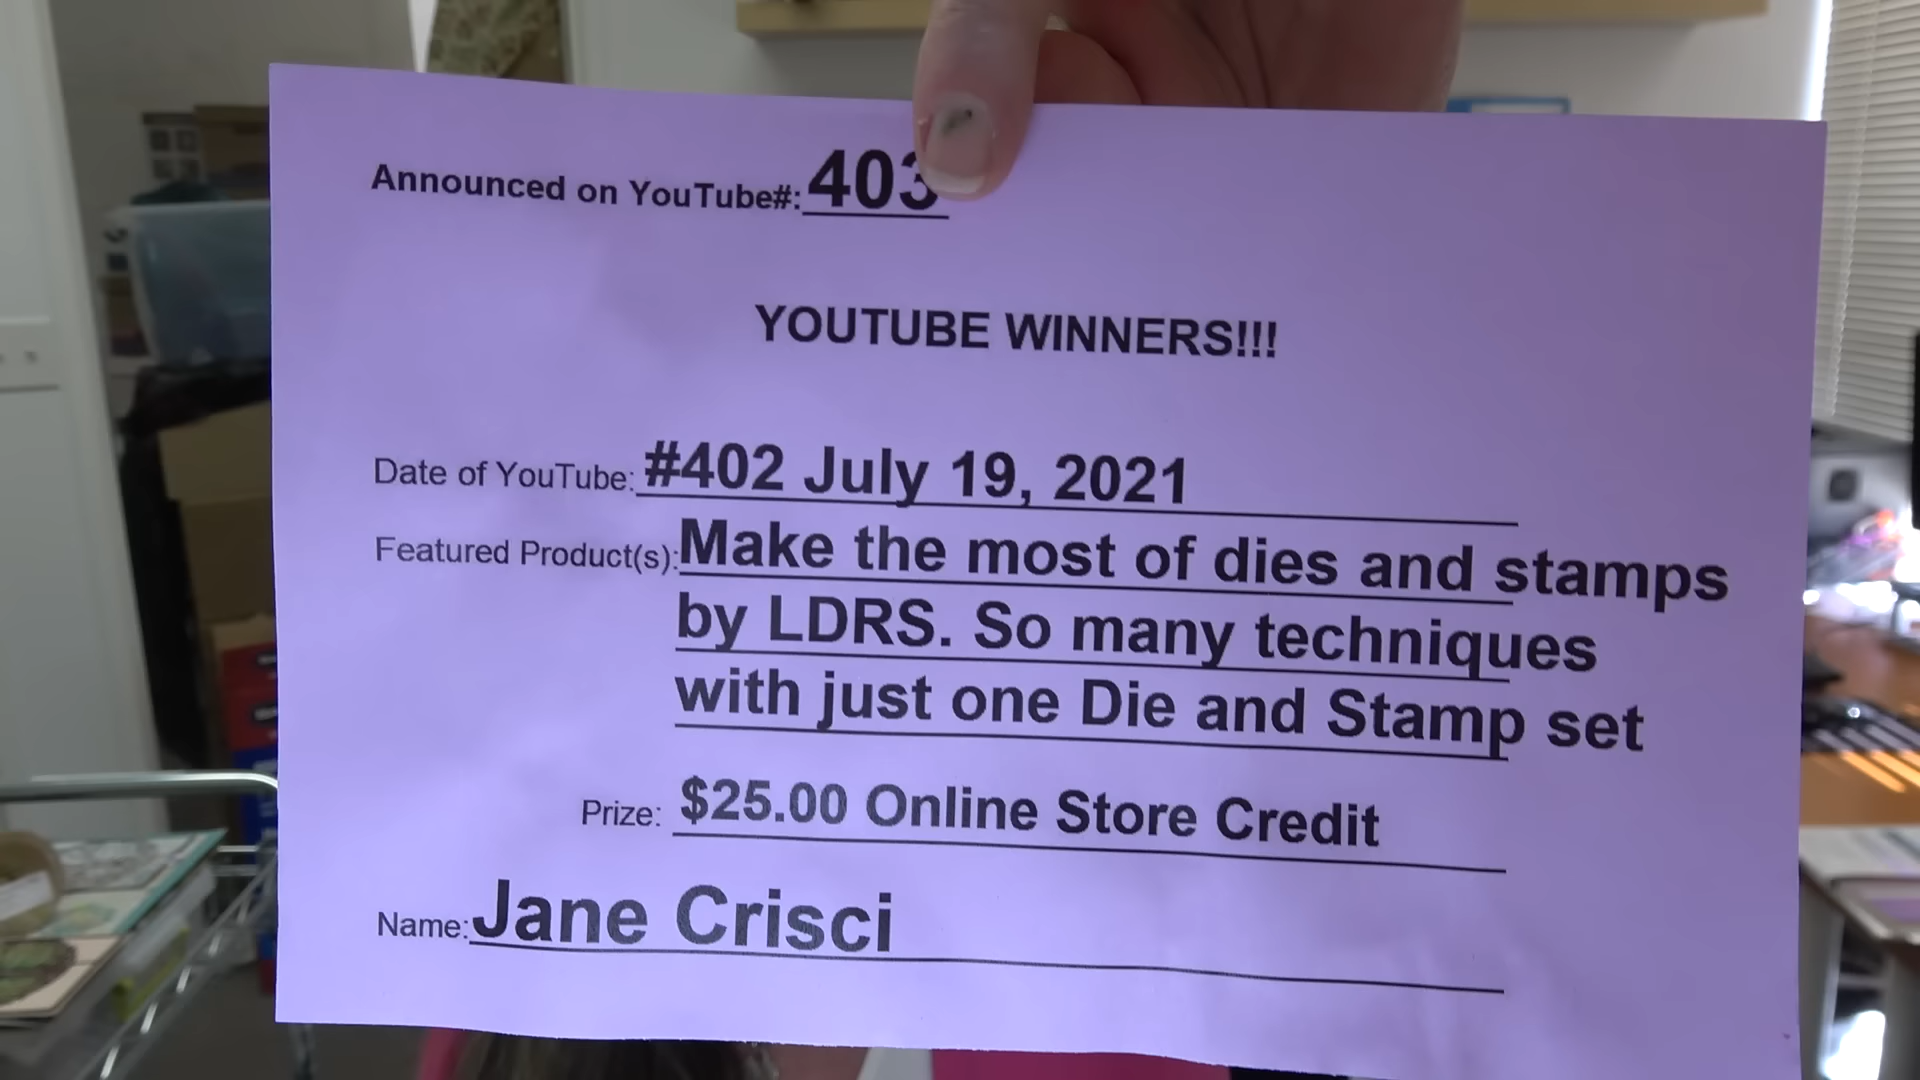 Announced on YouTube#: 403
YOUTUBE WINNERS!!!
Date of YouTube: #402 July 19, 2021
Featured Product(s): Make the most of dies and stamps
by LDRS. So many techniques
with just one Die and Stamp set
Prize: $25.00 Online Store Credit
Name: Jane Crisci